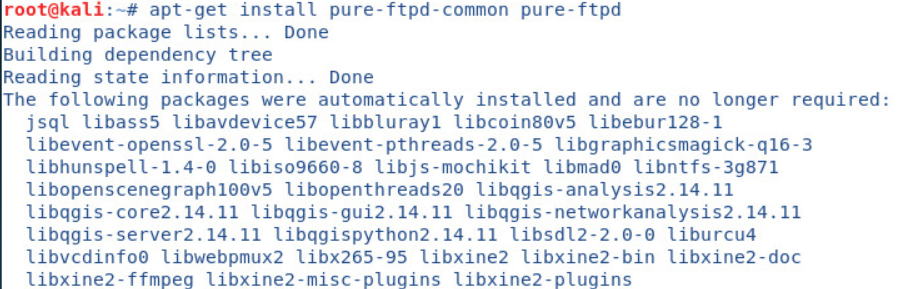 root@kali:~# apt-get install pure-ftpd-common pure-ftpd
Reading package lists... Done
Building dependency tree
Reading state information... Done
The following packages were automatically installed and are no longer required:
jsql libass5 libavdevice57 libbluray1 libcoin80v5 libebur128-1
libevent-openssl-2.0-5 libevent-pthreads-2.0-5 libgraphicsmagick-q16-3
libhunspell-1.4-0 libiso9660-8 libjs-mochikit libmad0 libntfs-3g871
libopenscenegraph100v5 libopenthreads20 libqgis-analysis2.14.11
libqgis-core2.14.11 libqgis-gui2.14.11 libqgis-networkanalysis2.14.11
libqgis-server2.14.11 libqgispython2.14.11 libsdl2-2.0-0 liburcu4
libvcdinfo0 libwebpmux2 libx265-95 libxine2 libxine2-bin libxine2-doc
libxine2-ffmpeg libxine2-misc-plugins libxine2-plugins